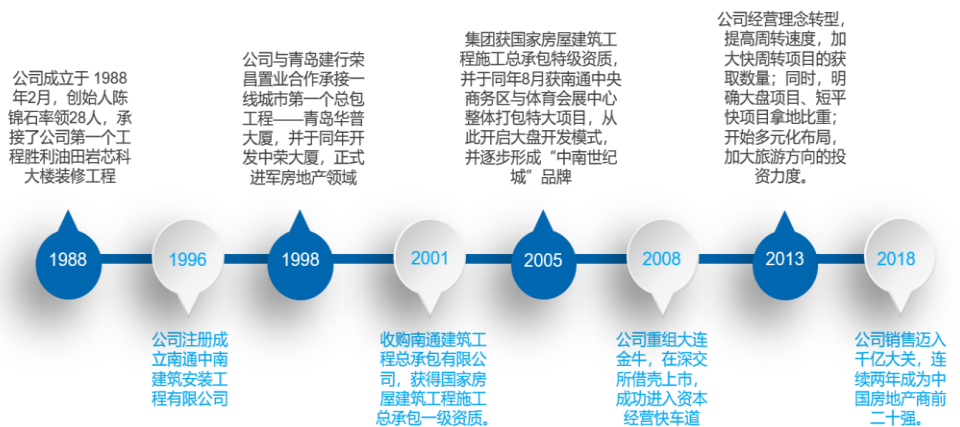 公司成立于 1988
年2月，创始人陈
锦石率领28人，承
接了公司第一个工
程胜利油田岩芯科
大楼装修工程
1988
1996
公司注册成
立南通中南
建筑安装工
程有限公司
公司与青岛建行荣
昌置业合作承接一
线城市第一个总包
工程——青岛华普
大厦，并于同年开
发中荣大厦，正式
进军房地产领域
1998
2001
收购南通建筑工
程总承包有限公
司，获得国家房
屋建筑工程施工
总承包一级资质。
集团获国家房屋建筑工
程施工总承包特级资质，
并于同年8月获南通中央
商务区与体育会展中心
整体打包特大项目，从
此开启大盘开发模式，
并逐步形成“中南世纪
城”品牌
2005
2008
公司重组大连
金牛，在深交
所借壳上市，
成功进入资本
经营快车道
公司经营理念转型，
提高周转速度，加
大快周转项目的获
取数量；同时，明
确大盘项目、短平
快项目拿地比重；
开始多元化布局，
加大旅游方向的投
资力度。
2013
2018
公司销售迈入
千亿大关，连
续两年成为中
国房地产商前
二十强。